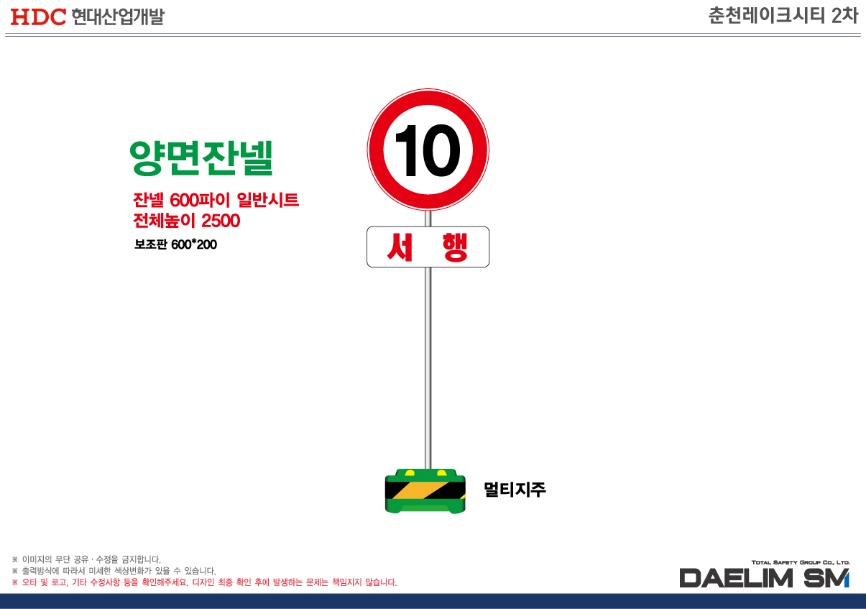 HDC 현대산업개발
춘천레이크시티 2차
양면잔넬
잔넬 600파이 일반시트
전체높이 2500
보조판 600*200
10
서 행
멀티지주
※ 이미지의 무단 공유 · 수정을 금지합니다.
※ 출력방식에 따라서 미세한 색상변화가 있을 수 있습니다.
※ 오타 및 로고, 기타 수정사항 등을 확인해주세요. 디자인 최종 확인 후에 발생하는 문제는 책임지지 않습니다.
TOTAL SAFETY GROUP CO., LTD.
DAELIM SM